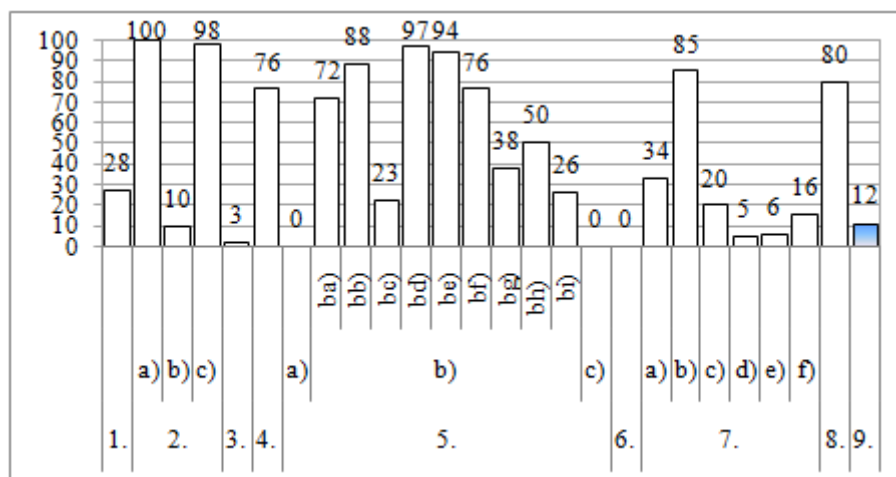 100 98 97 94
100
90 88 85
80 76 72 76 80
70
60
50 50
40 38 34
30 28 23 26
20 20 16
10 10 3 5 6 12
0 0 0 0
ba) bb) bc) bd) be) bf) bg) bh) bi)
a) b) c) a) b) c) a) b) c) d) e) f)
1. 2. 3. 4. 5. 6. 7. 8. 9.